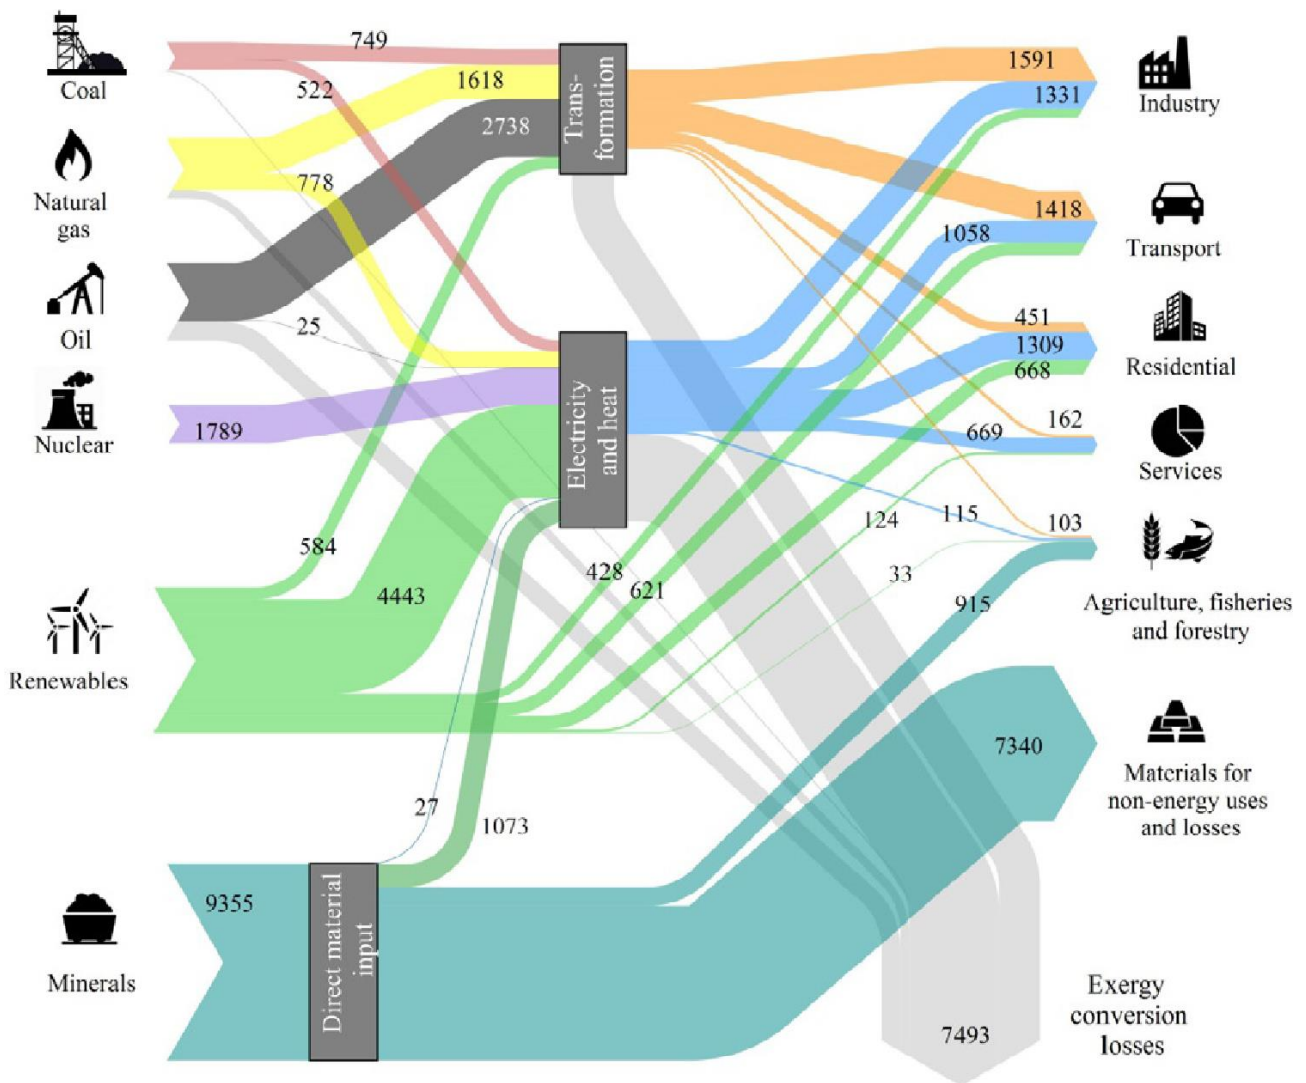 749
1591
Coal
522
1618
Trans-
formation
1331
Industry
2738
778
Natural
gas
1418
1058
Transport
Oil
25
451
1309
668
Residential
Nuclear
1789
Electricity
and heat
162
669
Services
124
115
103
584
4443
428
621
33
915
Agriculture, fisheries
and forestry
Renewables
7340
Materials for
non-energy uses
and losses
27
1073
9355
Direct material
input
Minerals
7493
Exergy
conversion
losses